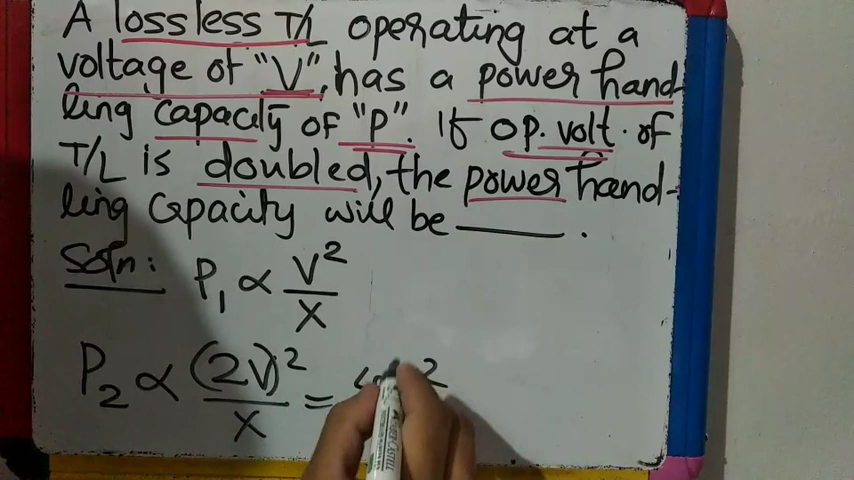 A lossless T/L operating at a
voltage of "V", has a power hand-
ling capacity of "P". If op. volt. of
T/L is doubled, the power hand-
ling capacity will be ____ .
Soln: P₁ ∝ V²/X
P₂ ∝ (2V)²/X =